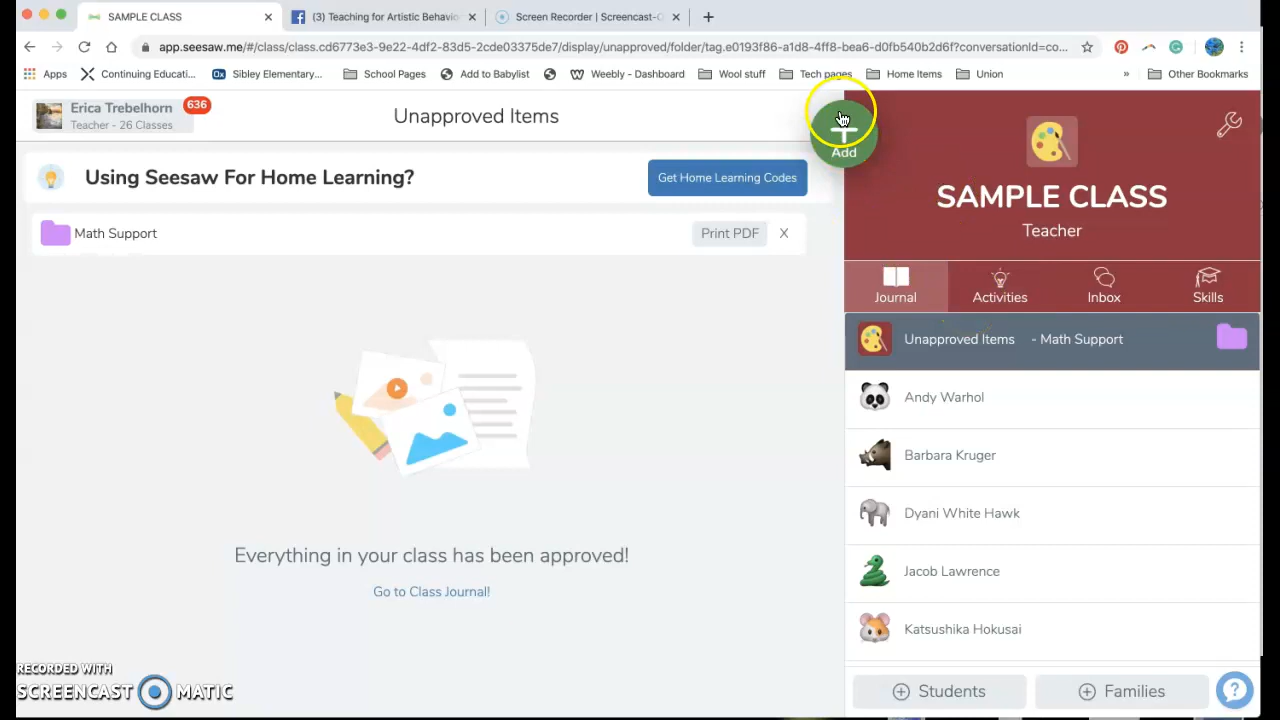 SAMPLE CLASS
(3) Teaching for Artistic Behavio
Screen Recorder | Screencast-O
app.seesaw.me/#/class/class.cd6773e3-9e22-4df2-83d5-2cde03375de7/display/unapproved/folder/tag.e0193f86-a1d8-4ff8-bea6-d0fb540b2d6f?conversationId=co...
Apps
Continuing Educati...
Sibley Elementary...
School Pages
Add to Babylist
Weebly - Dashboard
Wool stuff
Tech pages
Home Items
Union
»
Other Bookmarks
Erica Trebelhorn
636
Teacher - 26 Classes
Unapproved Items
Add
Using Seesaw For Home Learning?
Get Home Learning Codes
Math Support
Print PDF
X
SAMPLE CLASS
Teacher
Journal
Activities
Inbox
Skills
Unapproved Items - Math Support
Andy Warhol
Barbara Kruger
Dyani White Hawk
Jacob Lawrence
Katsushika Hokusai
Everything in your class has been approved!
Go to Class Journal!
Students
Families
?
RECORDED WITH
SCREENCAST MATIC